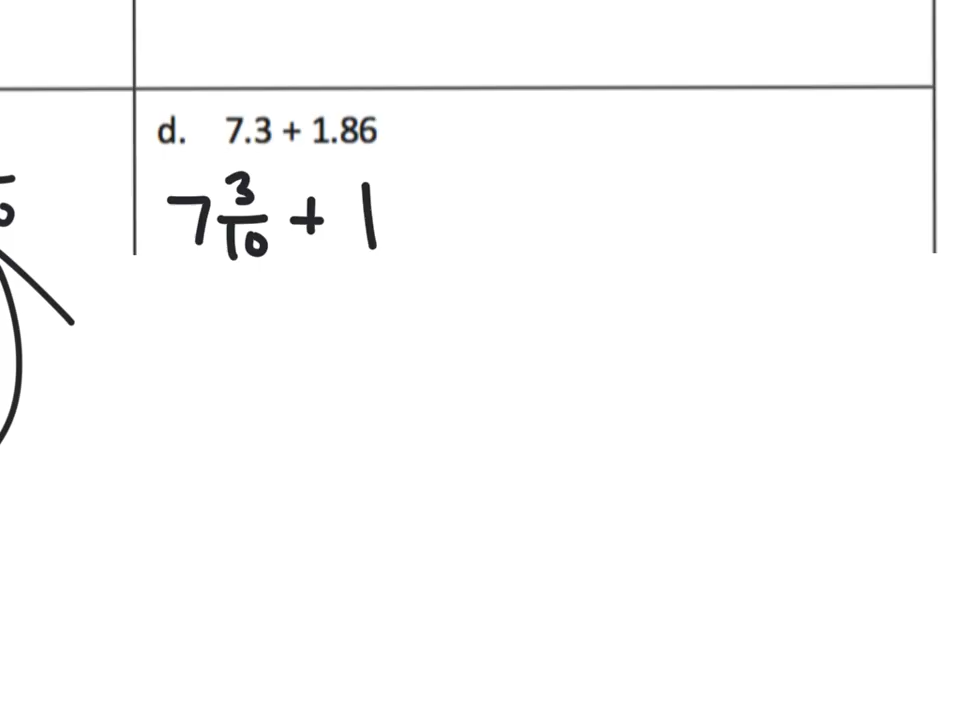 d. 7.3 + 1.86
7 3/10 + 1